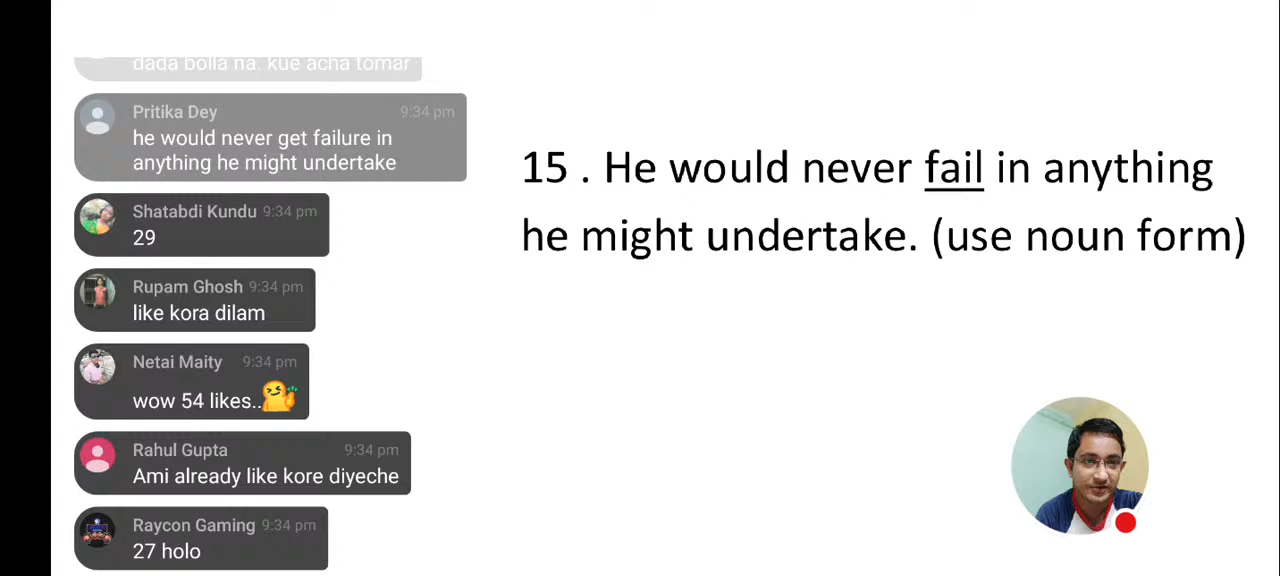 dada bolla na. kue acha tomar
Pritika Dey 9:34 pm
he would never get failure in
anything he might undertake
Shatabdi Kundu 9:34 pm
29
Rupam Ghosh 9:34 pm
like kora dilam
Netai Maity 9:34 pm
wow 54 likes..
Rahul Gupta 9:34 pm
Ami already like kore diyeche
Raycon Gaming 9:34 pm
27 holo
15 . He would never fail in anything
he might undertake. (use noun form)